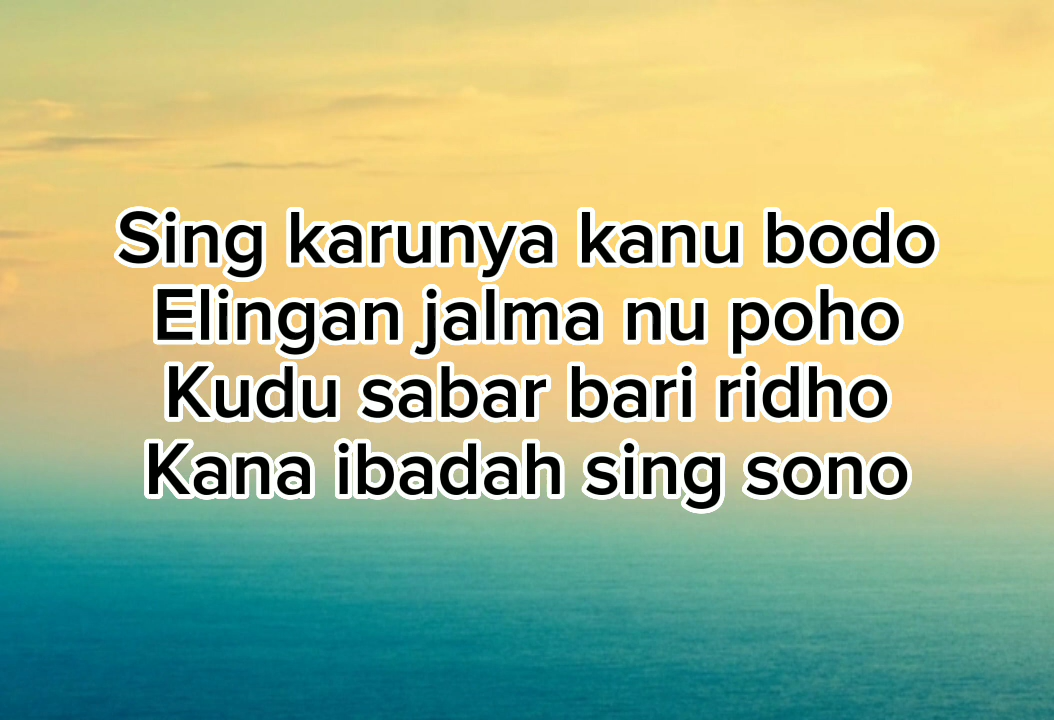 Sing karunya kanu bodo
Elingan jalma nu poho
Kudu sabar bari ridho
Kana ibadah sing sono